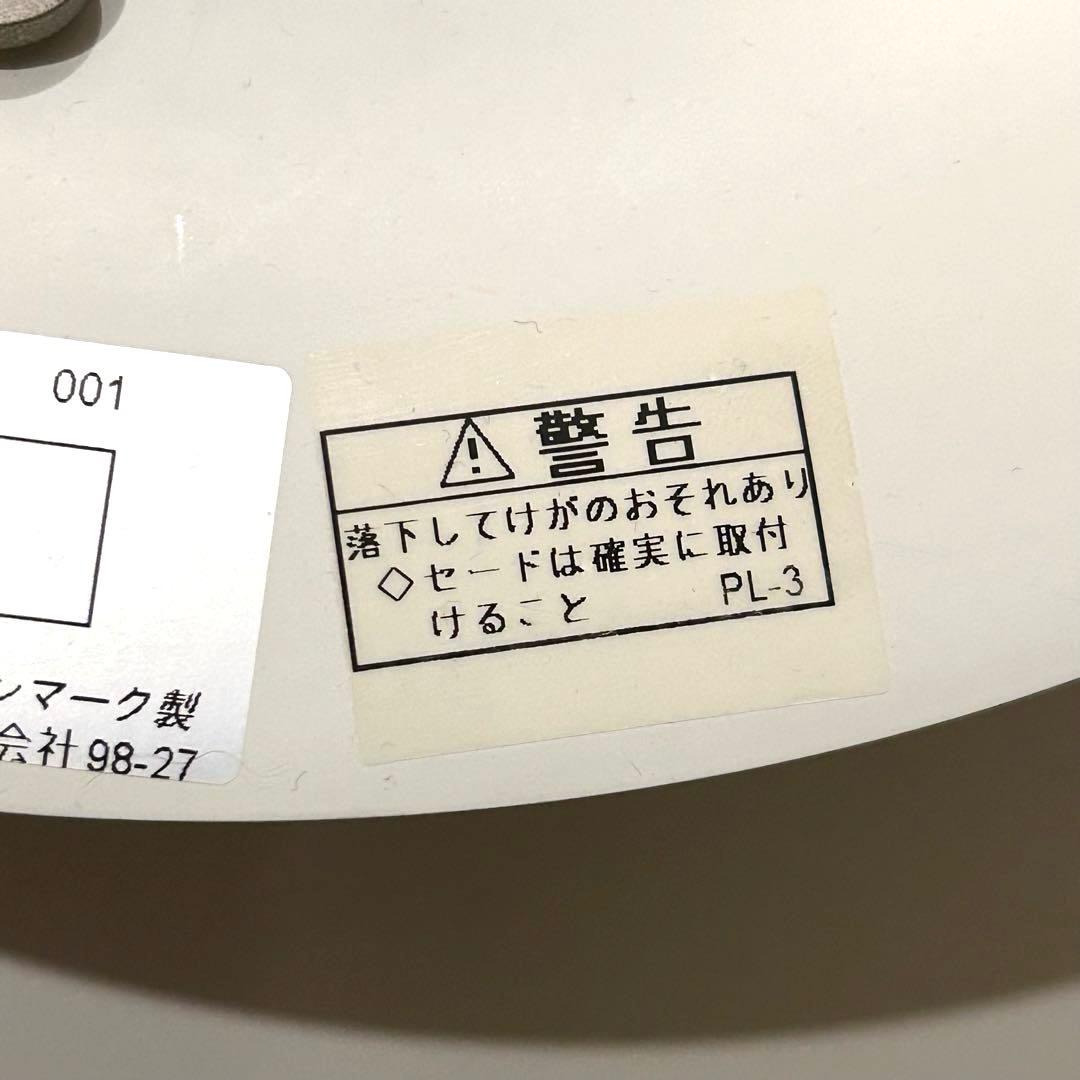 001
ンマーク製
会社 98-27
⚠ 警告
落下してけがのおそれあり
◇セードは確実に取付
けること PL-3